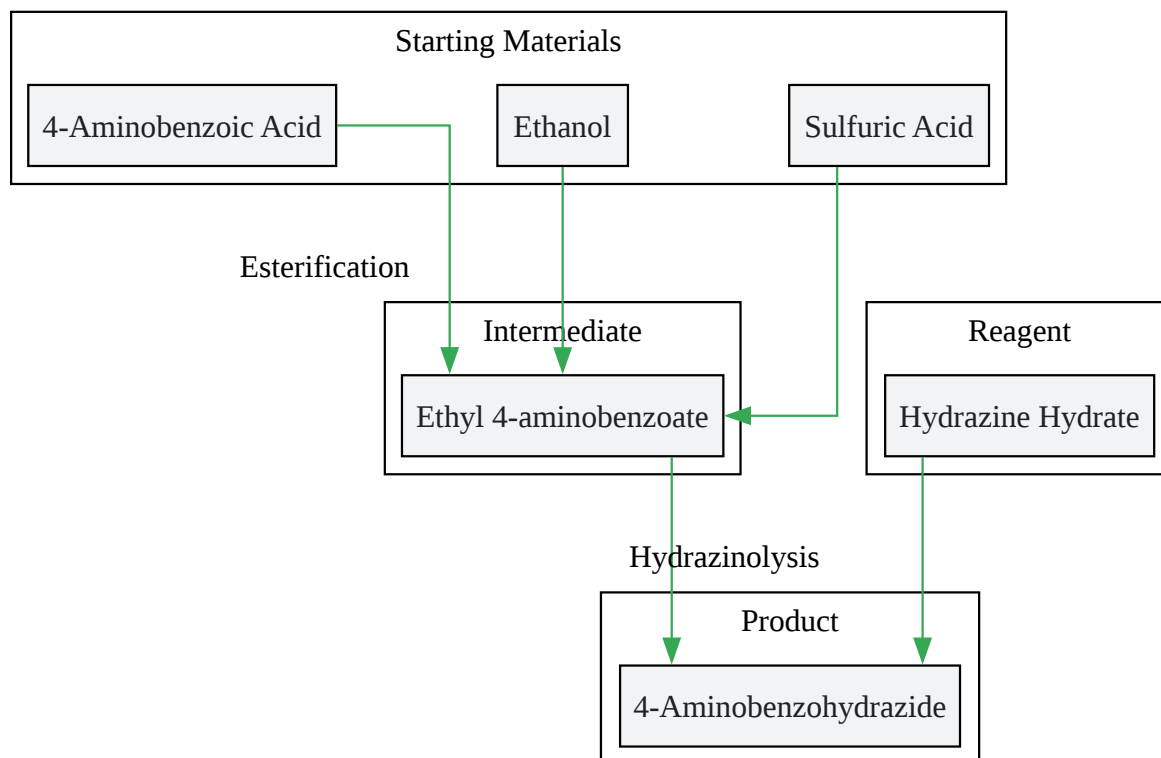 Starting Materials
4-Aminobenzoic Acid
Ethanol
Sulfuric Acid
Esterification
Intermediate
Reagent
Ethyl 4-aminobenzoate
Hydrazine Hydrate
Hydrazinolysis
Product
4-Aminobenzohydrazide